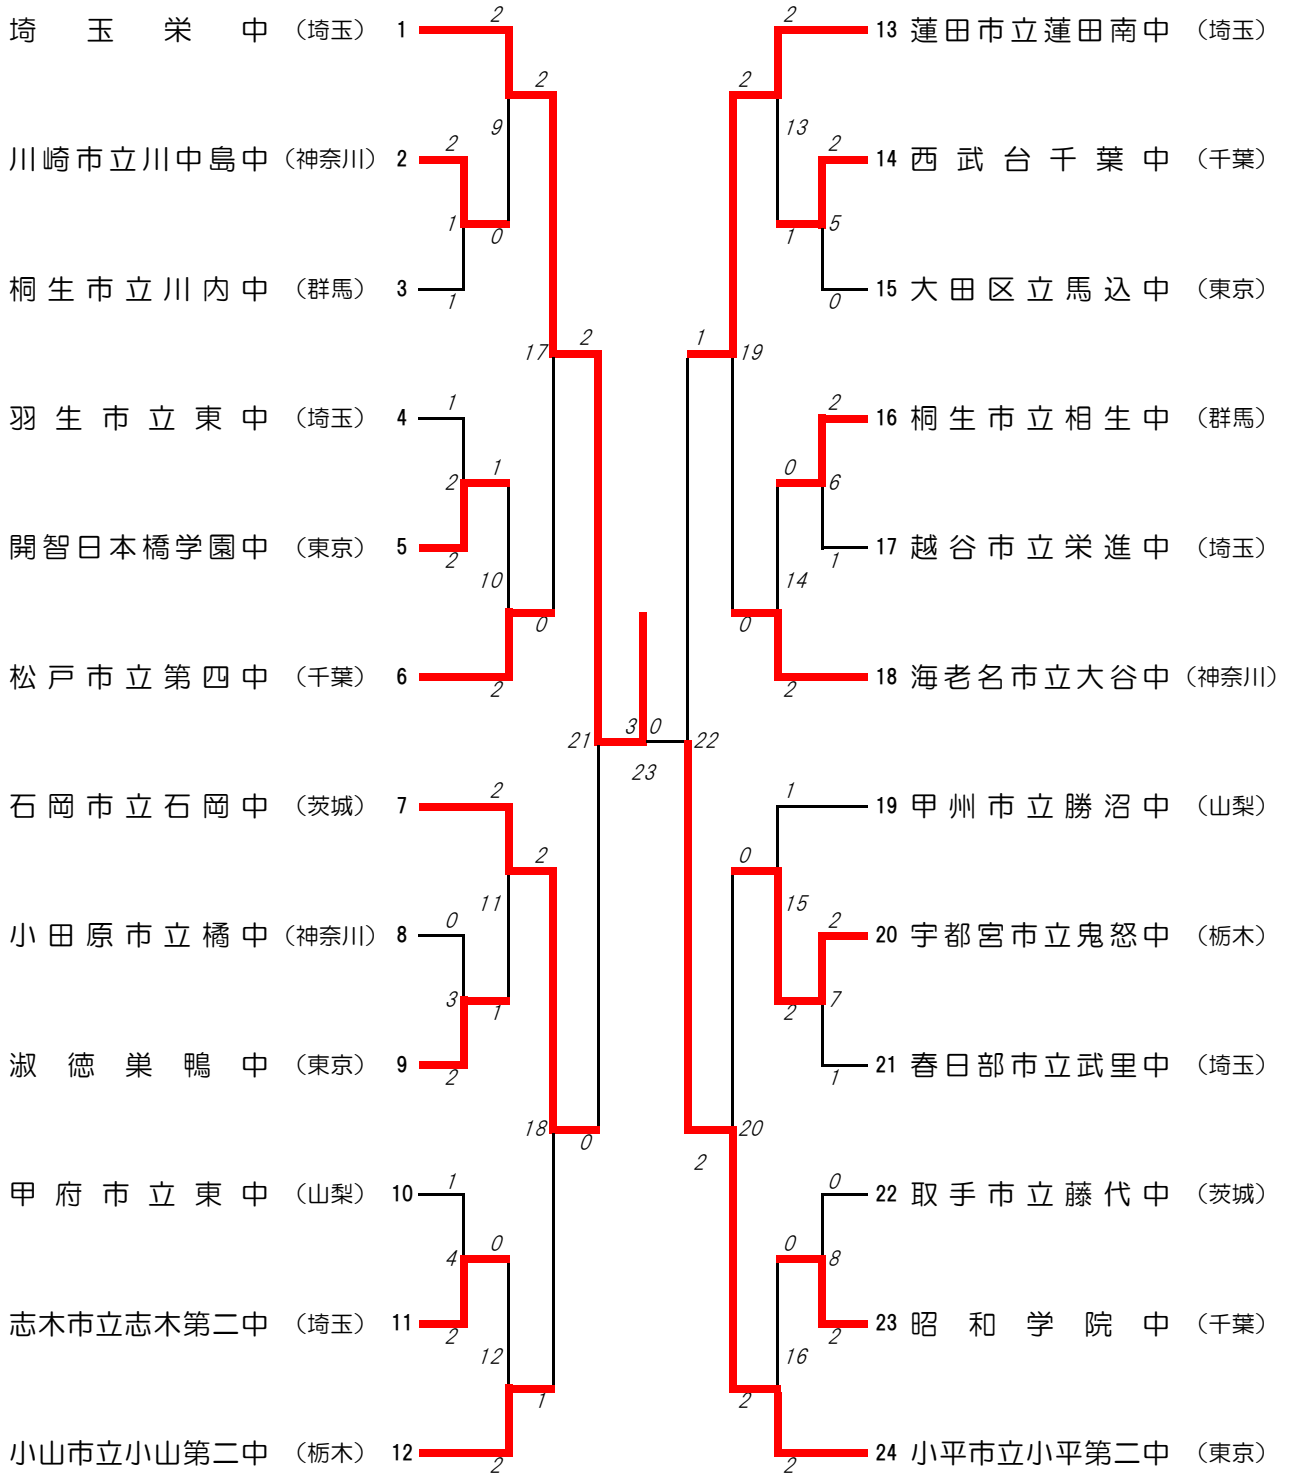 埼玉栄中 （埼玉） 1 2
2 13 蓮田市立蓮田南中 （埼玉）
2 2
9 13
川崎市立川中島中 （神奈川） 2 2
2 14 西武台千葉中 （千葉）
1 0
1 5
桐生市立川内中 （群馬） 3 1
0 15 大田区立馬込中 （東京）
17 2
1 19
羽生市立東中 （埼玉） 4 1
2 16 桐生市立相生中 （群馬）
2 1
0 6
開智日本橋学園中 （東京） 5 2
1 17 越谷市立栄進中 （埼玉）
10 14
0 0
松戸市立第四中 （千葉） 6 2
2 18 海老名市立大谷中 （神奈川）
21 3 0 22
23
石岡市立石岡中 （茨城） 7 2
1 19 甲州市立勝沼中 （山梨）
2 0
11 15
小田原市立橘中 （神奈川） 8 0
2 20 宇都宮市立鬼怒中 （栃木）
3 1
2 7
淑徳巣鴨中 （東京） 9 2
1 21 春日部市立武里中 （埼玉）
18 0
2 20
甲府市立東中 （山梨） 10 1
0 22 取手市立藤代中 （茨城）
4 0
0 8
志木市立志木第二中 （埼玉） 11 2
2 23 昭和学院中 （千葉）
12 16
1 2
小山市立小山第二中 （栃木） 12 2
2 24 小平市立小平第二中 （東京）